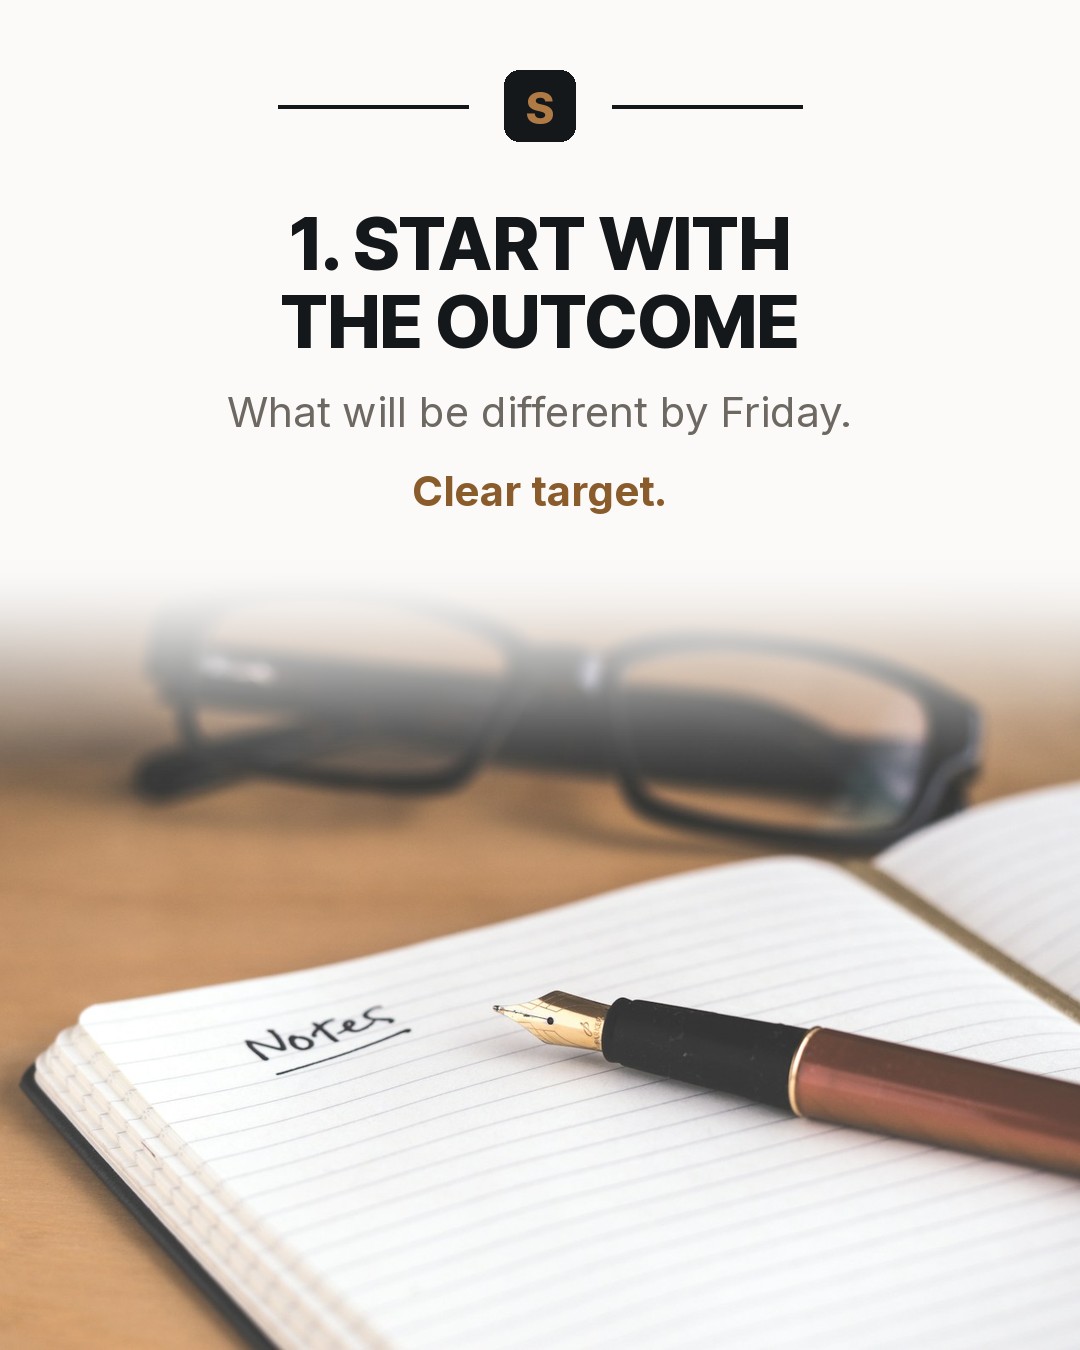 S
1. START WITH
THE OUTCOME
What will be different by Friday.
Clear target.
Notes